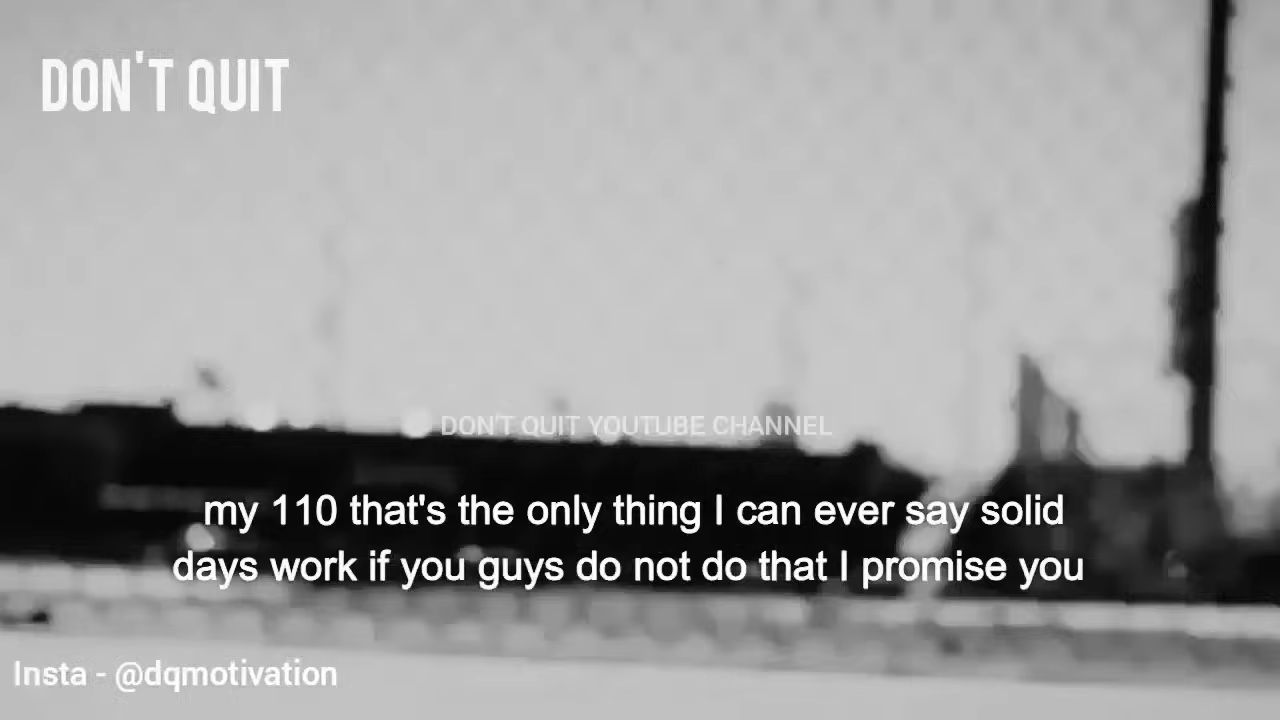 DON'T QUIT
DON'T QUIT YOUTUBE CHANNEL
my 110 that's the only thing I can ever say solid
days work if you guys do not do that I promise you
Insta - @dqmotivation